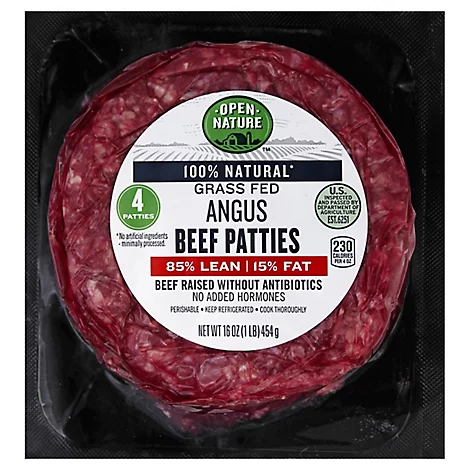 OPEN
NATURE
™
100% NATURAL*
GRASS FED
ANGUS
BEEF PATTIES
4
PATTIES
*No artificial ingredients
- minimally processed.
U.S.
INSPECTED
AND PASSED BY
DEPARTMENT OF
AGRICULTURE
EST.6251
230
CALORIES
PER 4 OZ
85% LEAN | 15% FAT
BEEF RAISED WITHOUT ANTIBIOTICS
NO ADDED HORMONES
PERISHABLE • KEEP REFRIGERATED • COOK THOROUGHLY
NET WT 16 OZ (1 LB) 454 g